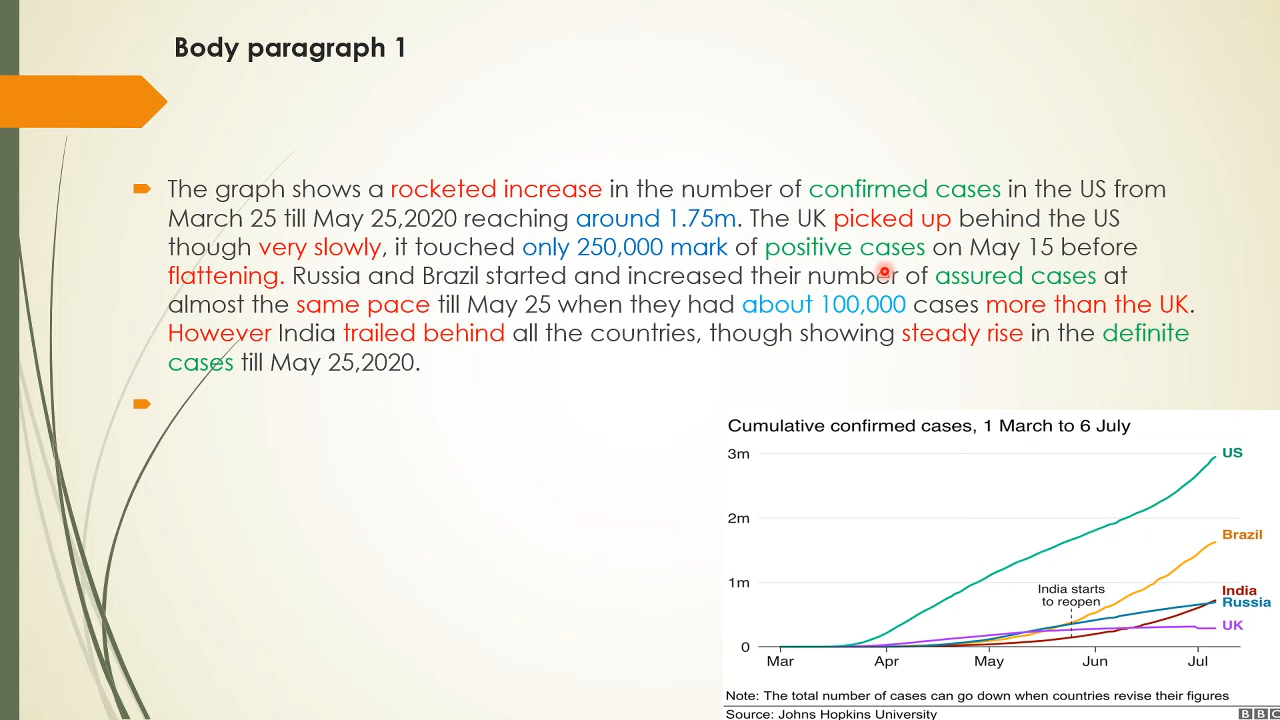 Body paragraph 1
The graph shows a rocketed increase in the number of confirmed cases in the US from
March 25 till May 25,2020 reaching around 1.75m. The UK picked up behind the US
though very slowly, it touched only 250,000 mark of positive cases on May 15 before
flattening. Russia and Brazil started and increased their number of assured cases at
almost the same pace till May 25 when they had about 100,000 cases more than the UK.
However India trailed behind all the countries, though showing steady rise in the definite
cases till May 25,2020.
Cumulative confirmed cases, 1 March to 6 July
3m
US
2m
Brazil
1m
India starts
to reopen
India
Russia
UK
0
Mar Apr May Jun Jul
Note: The total number of cases can go down when countries revise their figures
Source: Johns Hopkins University
BBC